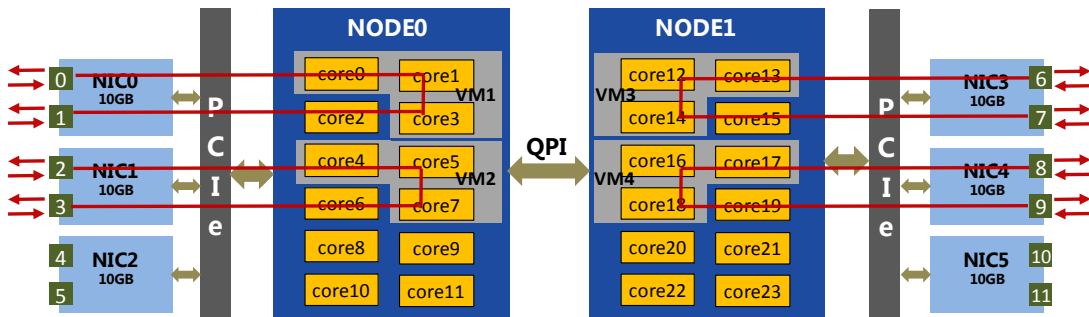 NODE0
NODE1
0
NIC0
10GB
1
2
NIC1
10GB
3
4
NIC2
10GB
5
PCIe
core0
core1
VM1
core2
core3
core4
core5
VM2
core6
core7
core8
core9
core10
core11
QPI
core12
core13
VM3
core14
core15
core16
core17
VM4
core18
core19
core20
core21
core22
core23
PCIe
6
NIC3
10GB
7
8
NIC4
10GB
9
10
NIC5
10GB
11